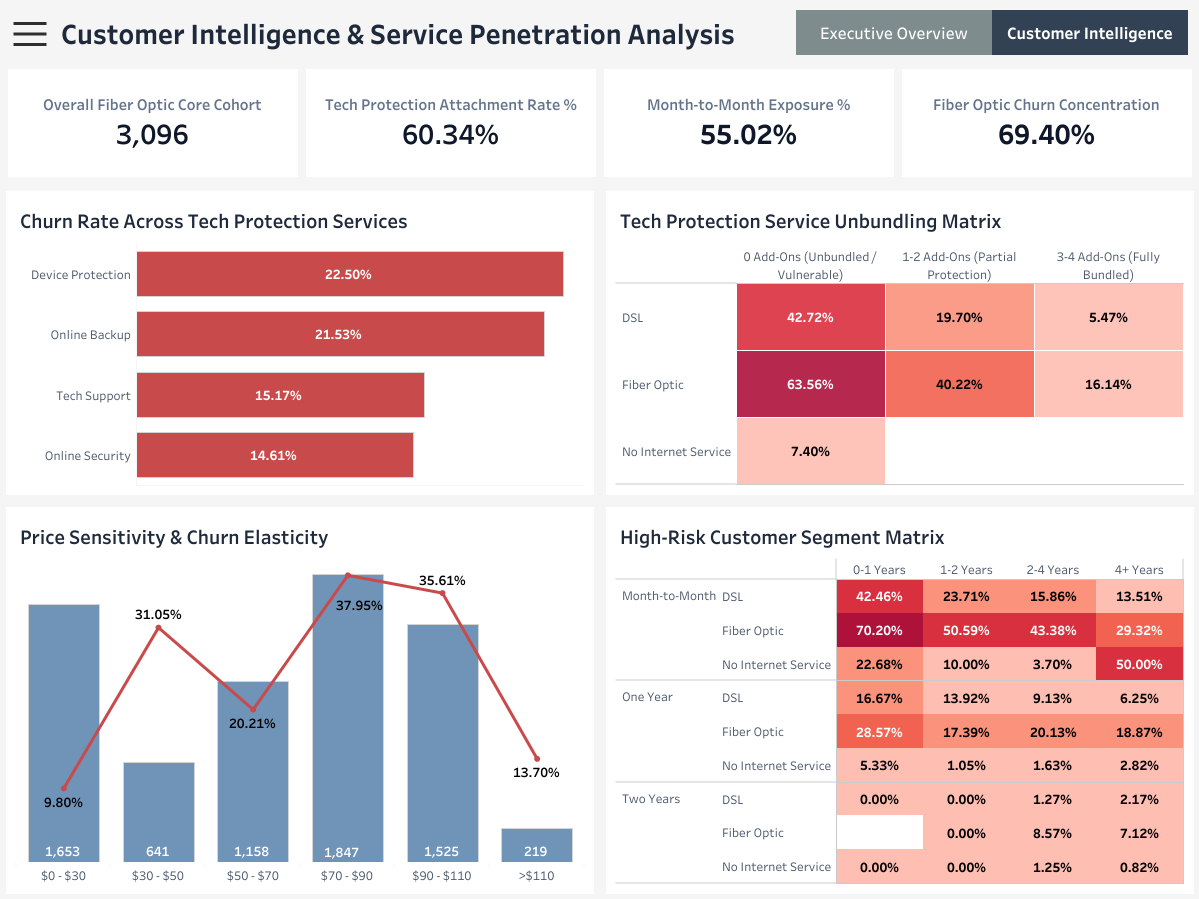 Customer Intelligence & Service Penetration Analysis
Executive Overview
Customer Intelligence
Overall Fiber Optic Core Cohort
3,096
Tech Protection Attachment Rate %
60.34%
Month-to-Month Exposure %
55.02%
Fiber Optic Churn Concentration
69.40%
Churn Rate Across Tech Protection Services
Device Protection 22.50%
Online Backup 21.53%
Tech Support 15.17%
Online Security 14.61%
Tech Protection Service Unbundling Matrix
0 Add-Ons (Unbundled /
Vulnerable)
1-2 Add-Ons (Partial
Protection)
3-4 Add-Ons (Fully
Bundled)
DSL 42.72% 19.70% 5.47%
Fiber Optic 63.56% 40.22% 16.14%
No Internet Service 7.40%
Price Sensitivity & Churn Elasticity
9.80% 31.05% 20.21% 37.95% 35.61% 13.70%
1,653 641 1,158 1,847 1,525 219
$0 - $30 $30 - $50 $50 - $70 $70 - $90 $90 - $110 >$110
High-Risk Customer Segment Matrix
0-1 Years 1-2 Years 2-4 Years 4+ Years
Month-to-Month DSL 42.46% 23.71% 15.86% 13.51%
Fiber Optic 70.20% 50.59% 43.38% 29.32%
No Internet Service 22.68% 10.00% 3.70% 50.00%
One Year DSL 16.67% 13.92% 9.13% 6.25%
Fiber Optic 28.57% 17.39% 20.13% 18.87%
No Internet Service 5.33% 1.05% 1.63% 2.82%
Two Years DSL 0.00% 0.00% 1.27% 2.17%
Fiber Optic 0.00% 8.57% 7.12%
No Internet Service 0.00% 0.00% 1.25% 0.82%